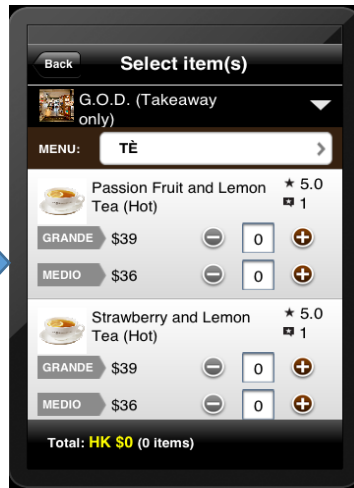 Back Select item(s)
G.O.D. (Takeaway
only)
MENU: TÈ
Passion Fruit and Lemon ★ 5.0
Tea (Hot) 1
GRANDE $39 0
MEDIO $36 0
Strawberry and Lemon ★ 5.0
Tea (Hot) 1
GRANDE $39 0
MEDIO $36 0
Total: HK $0 (0 items)